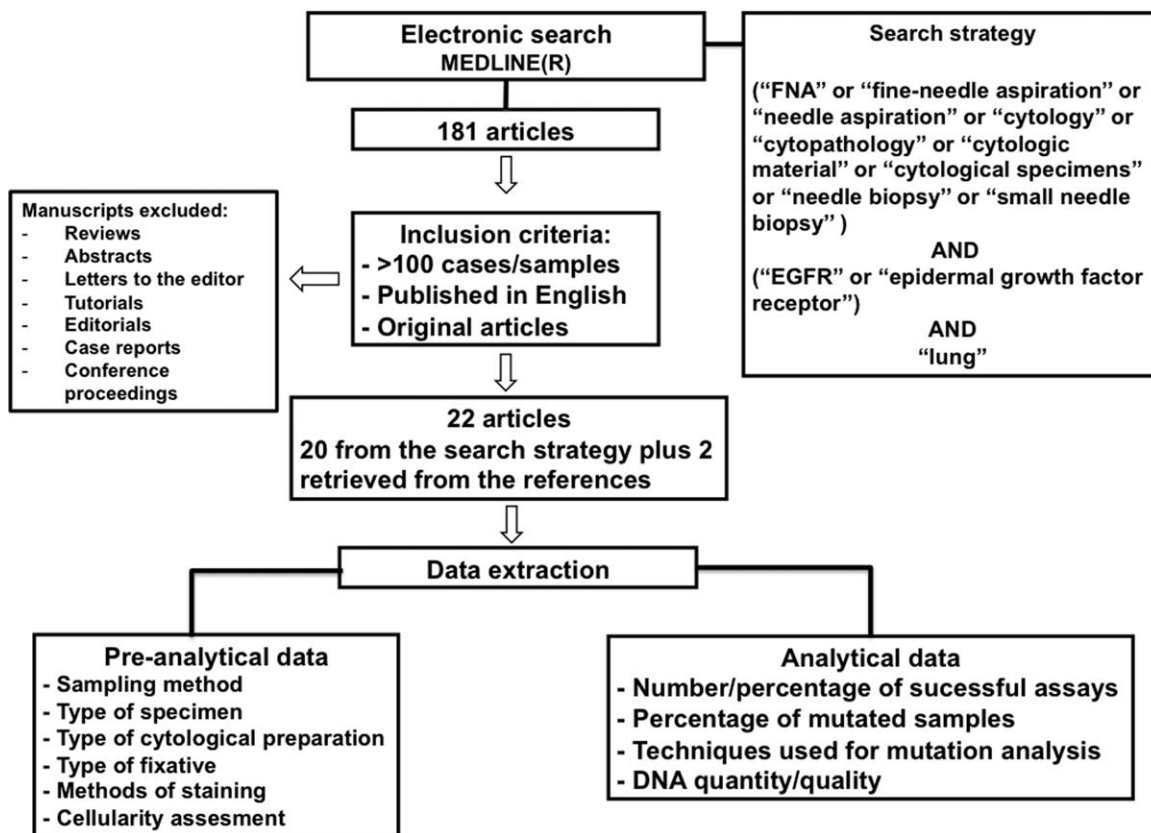 Electronic search
MEDLINE(R)
Search strategy
(“FNA” or “fine-needle aspiration” or
“needle aspiration” or “cytology” or
“cytopathology” or “cytologic
material” or “cytological specimens”
or “needle biopsy” or “small needle
biopsy” )
AND
(“EGFR” or “epidermal growth factor
receptor”)
AND
“lung”
181 articles
Manuscripts excluded:
- Reviews
- Abstracts
- Letters to the editor
- Tutorials
- Editorials
- Case reports
- Conference
proceedings
Inclusion criteria:
- >100 cases/samples
- Published in English
- Original articles
22 articles
20 from the search strategy plus 2
retrieved from the references
Data extraction
Pre-analytical data
- Sampling method
- Type of specimen
- Type of cytological preparation
- Type of fixative
- Methods of staining
- Cellularity assesment
Analytical data
- Number/percentage of sucessful assays
- Percentage of mutated samples
- Techniques used for mutation analysis
- DNA quantity/quality